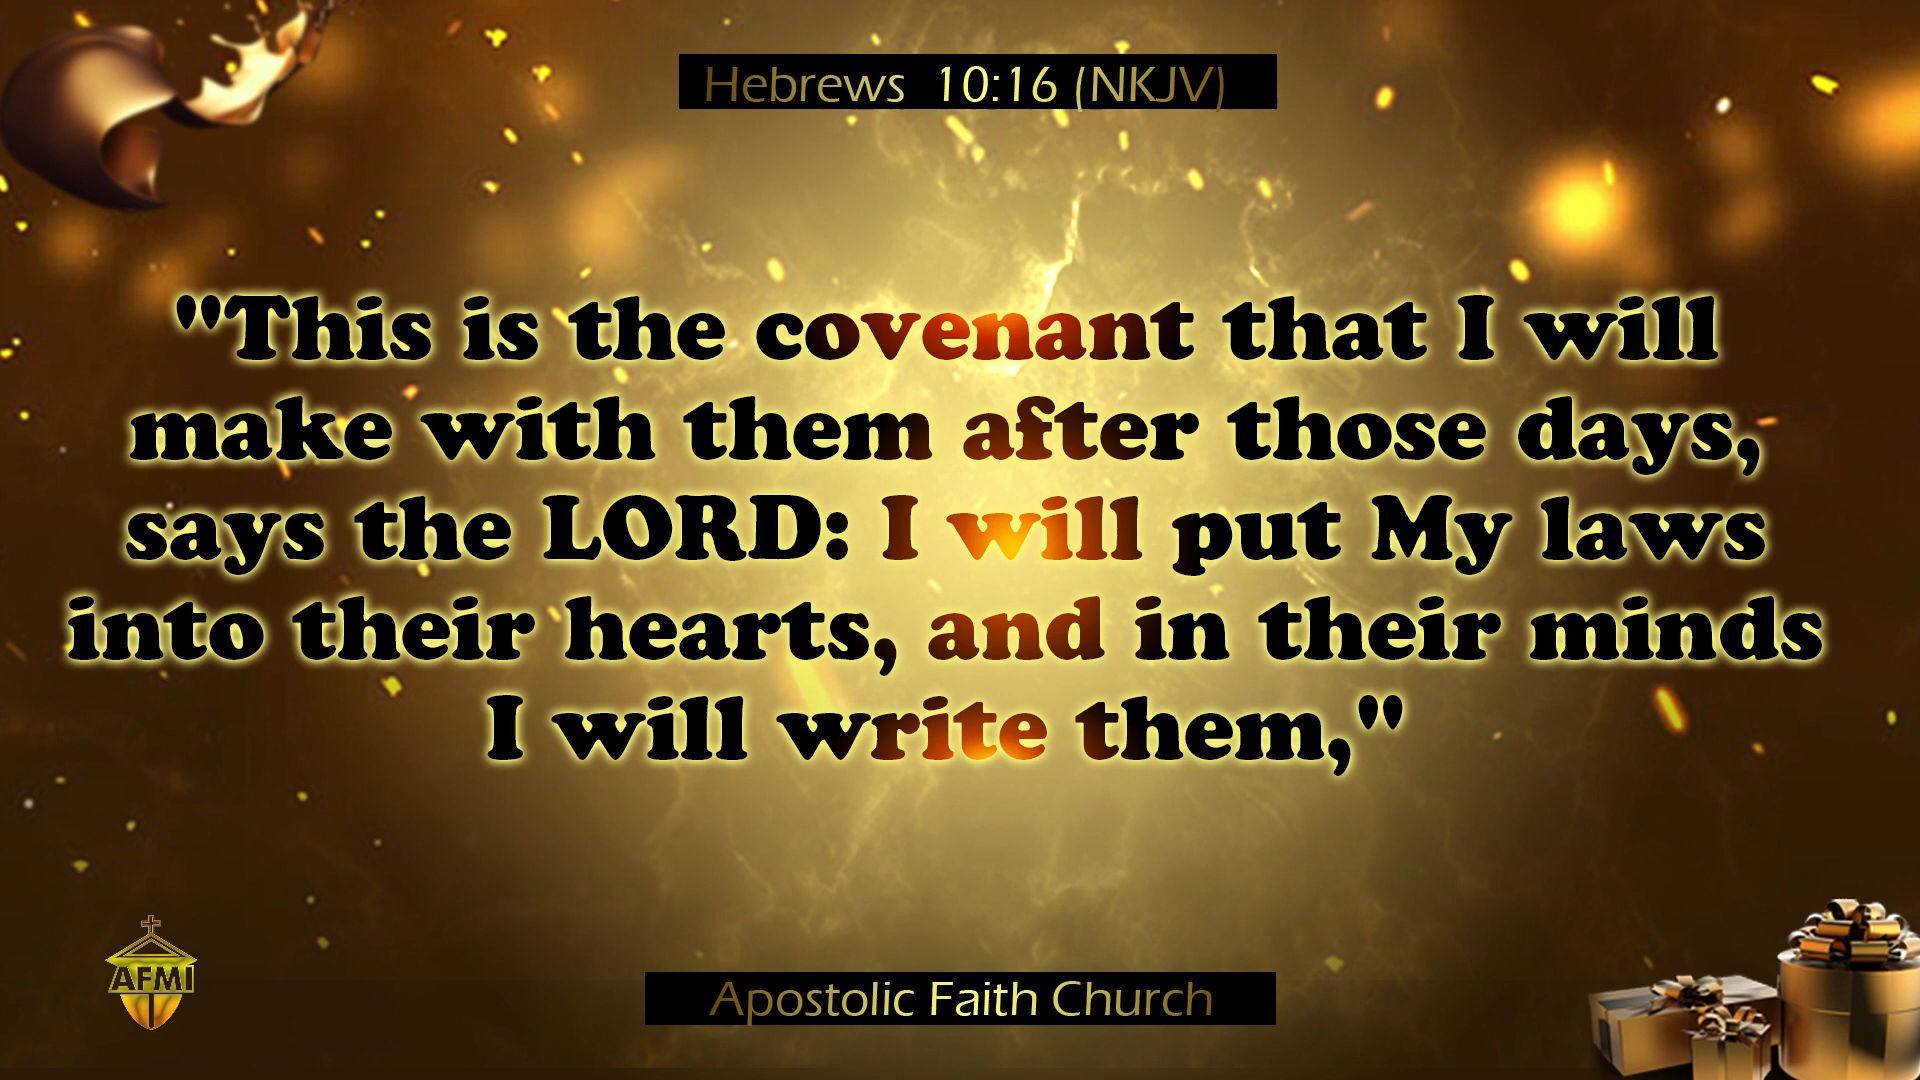 Hebrews 10:16 (NKJV)
"This is the covenant that I will
make with them after those days,
says the LORD: I will put My laws
into their hearts, and in their minds
I will write them,"
AFMI
Apostolic Faith Church